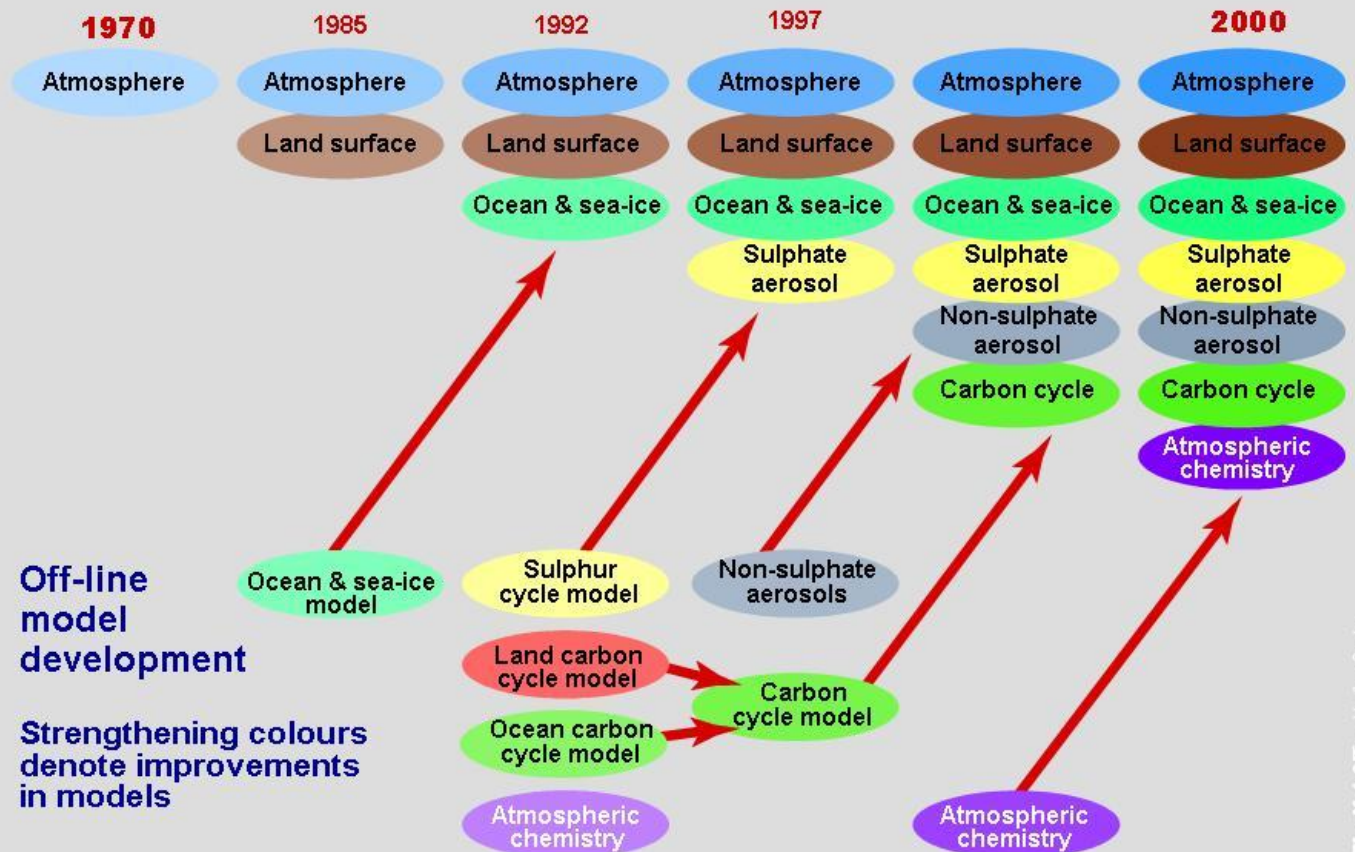 1970
1985
1992
1997
2000
Atmosphere
Atmosphere
Atmosphere
Atmosphere
Atmosphere
Atmosphere
Land surface
Land surface
Land surface
Land surface
Land surface
Ocean & sea-ice
Ocean & sea-ice
Ocean & sea-ice
Ocean & sea-ice
Sulphate
aerosol
Sulphate
aerosol
Sulphate
aerosol
Non-sulphate
aerosol
Non-sulphate
aerosol
Carbon cycle
Carbon cycle
Atmospheric
chemistry
Off-line
model
development
Strengthening colours
denote improvements
in models
Ocean & sea-ice
model
Sulphur
cycle model
Non-sulphate
aerosols
Land carbon
cycle model
Carbon
cycle model
Ocean carbon
cycle model
Atmospheric
chemistry
Atmospheric
chemistry